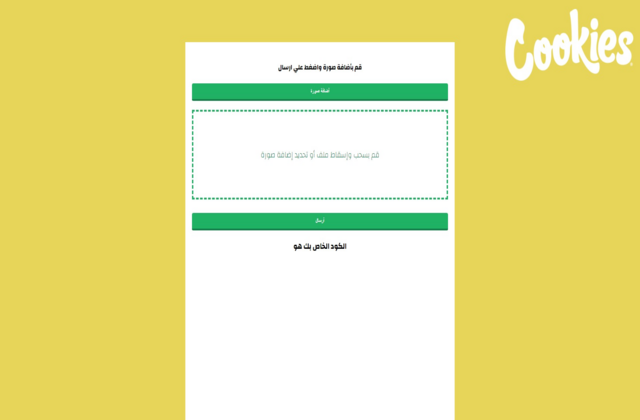 Cookies
قم بأضافة صورة واضغط علي ارسال
اضافة صورة
قم بسحب وإسقاط ملف أو تحديد إضافة صورة
ارسال
الكود الخاص بك هو